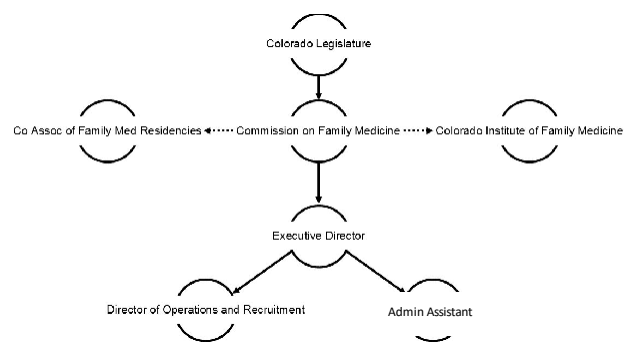 Colorado Legislature
Co Assoc of Family Med Residencies
Commission on Family Medicine
Colorado Institute of Family Medicine
Executive Director
Director of Operations and Recruitment
Admin Assistant